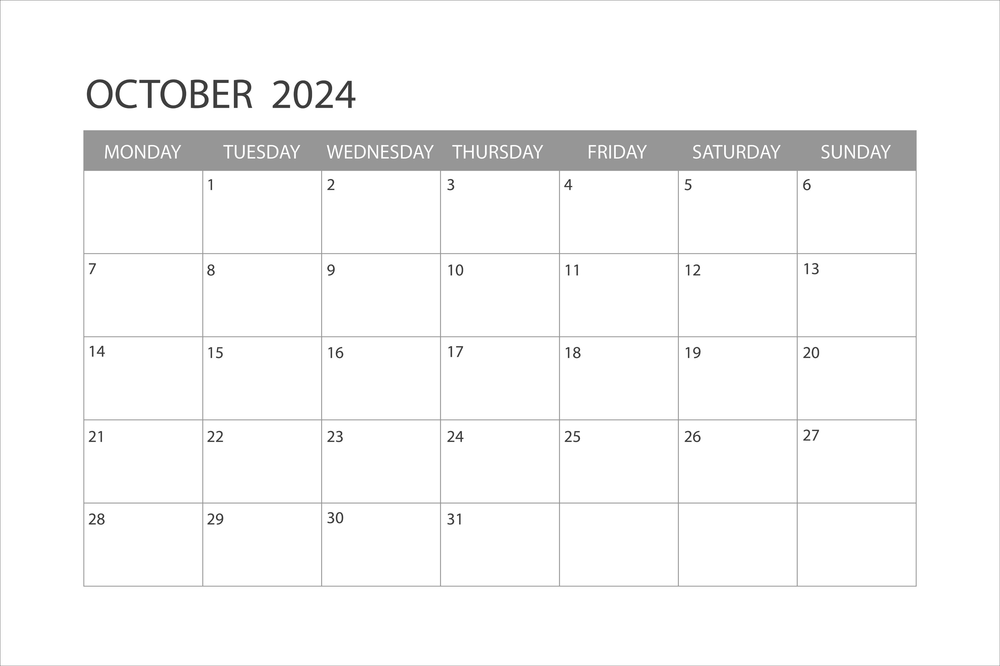 OCTOBER 2024
MONDAY TUESDAY WEDNESDAY THURSDAY FRIDAY SATURDAY SUNDAY
1 2 3 4 5 6
7 8 9 10 11 12 13
14 15 16 17 18 19 20
21 22 23 24 25 26 27
28 29 30 31